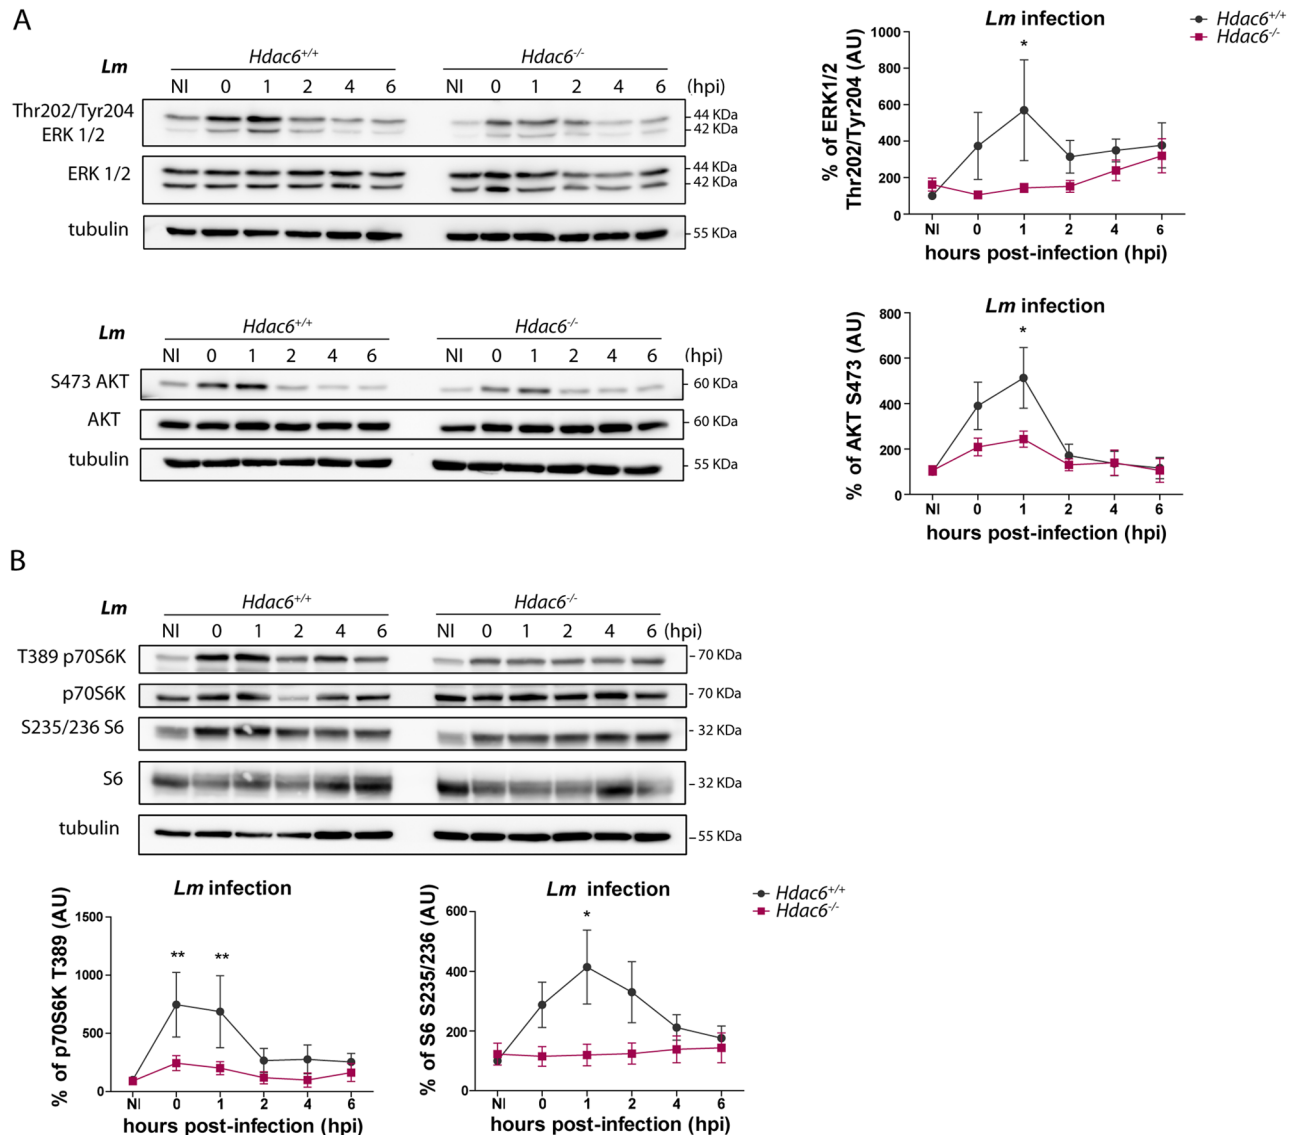 A
Lm
Hdac6+/+
Hdac6-/-
NI 0 1 2 4 6 NI 0 1 2 4 6 (hpi)
Thr202/Tyr204
ERK 1/2
44 KDa
42 KDa
ERK 1/2
44 KDa
42 KDa
tubulin
55 KDa
Lm infection
Hdac6+/+
Hdac6-/-
% of ERK1/2
Thr202/Tyr204 (AU)
1000
800
600
400
200
0
*
NI 0 1 2 4 6
hours post-infection (hpi)
Lm
Hdac6+/+
Hdac6-/-
NI 0 1 2 4 6 NI 0 1 2 4 6 (hpi)
S473 AKT
60 KDa
AKT
60 KDa
tubulin
55 KDa
Lm infection
% of AKT S473 (AU)
800
600
400
200
0
*
NI 0 1 2 4 6
hours post-infection (hpi)
B
Lm
Hdac6+/+
Hdac6-/-
NI 0 1 2 4 6 NI 0 1 2 4 6 (hpi)
T389 p70S6K
70 KDa
p70S6K
70 KDa
S235/236 S6
32 KDa
S6
32 KDa
tubulin
55 KDa
Lm infection
% of p70S6K T389 (AU)
1500
1000
500
0
** **
NI 0 1 2 4 6
hours post-infection (hpi)
Lm infection
% of S6 S235/236 (AU)
600
400
200
0
*
NI 0 1 2 4 6
hours post-infection (hpi)
Hdac6+/+
Hdac6-/-